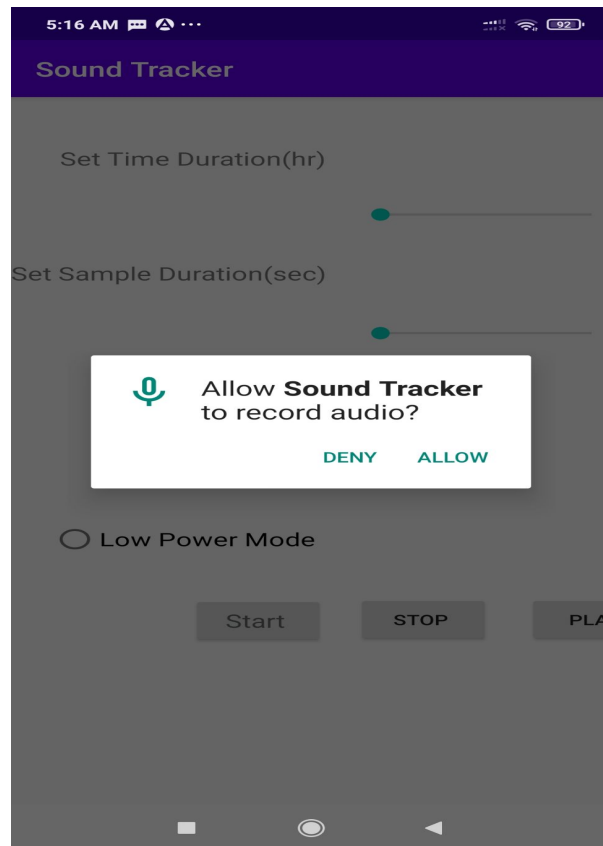 5:16 AM ... 92
Sound Tracker
Set Time Duration(hr)
Set Sample Duration(sec)
Allow Sound Tracker
to record audio?
DENY ALLOW
Low Power Mode
Start STOP PLA